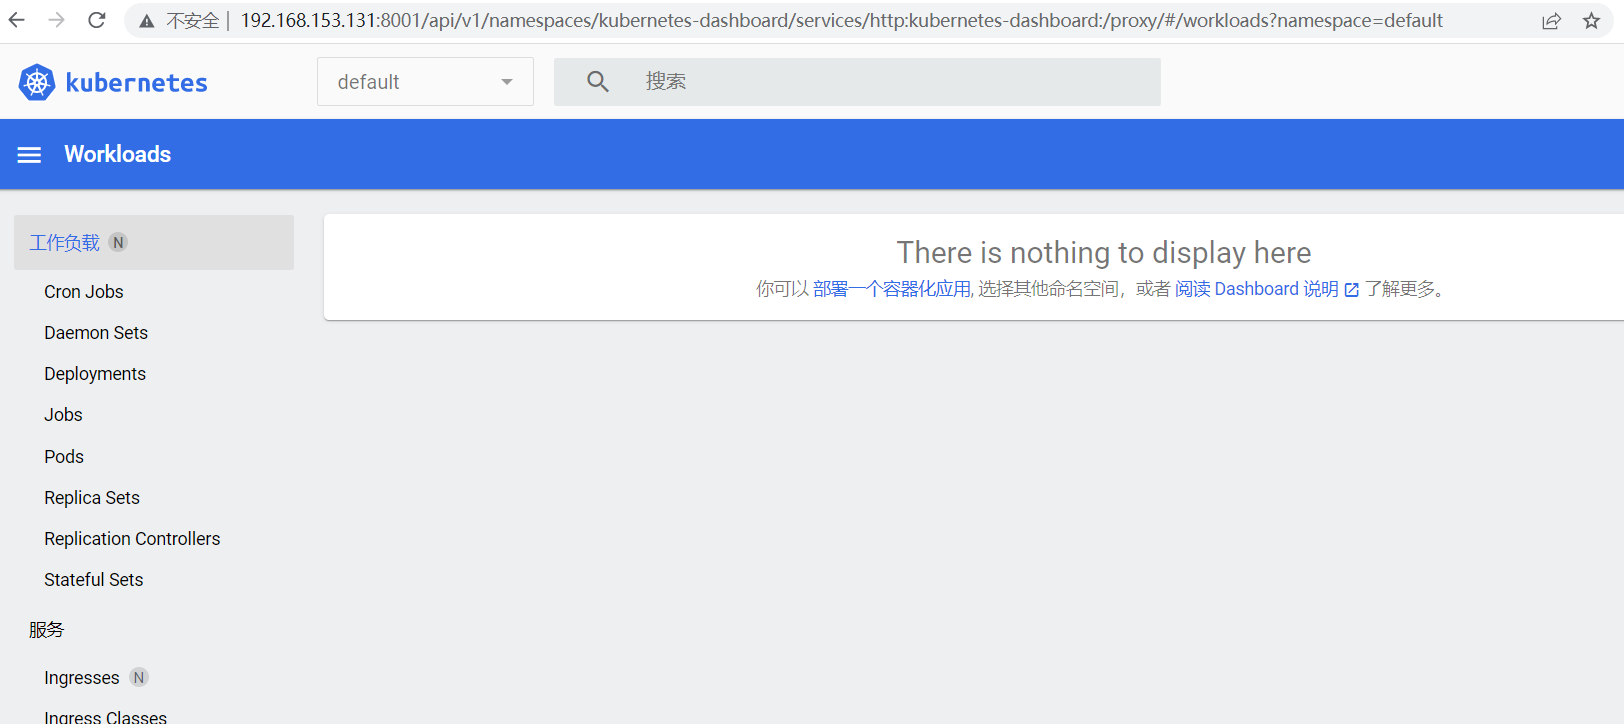 不安全 | 192.168.153.131:8001/api/v1/namespaces/kubernetes-dashboard/services/http:kubernetes-dashboard:/proxy/#/workloads?namespace=default
kubernetes default 搜索
Workloads
工作负载 N
There is nothing to display here
你可以 部署一个容器化应用, 选择其他命名空间，或者 阅读 Dashboard 说明 了解更多。
Cron Jobs
Daemon Sets
Deployments
Jobs
Pods
Replica Sets
Replication Controllers
Stateful Sets
服务
Ingresses N
Ingress Classes